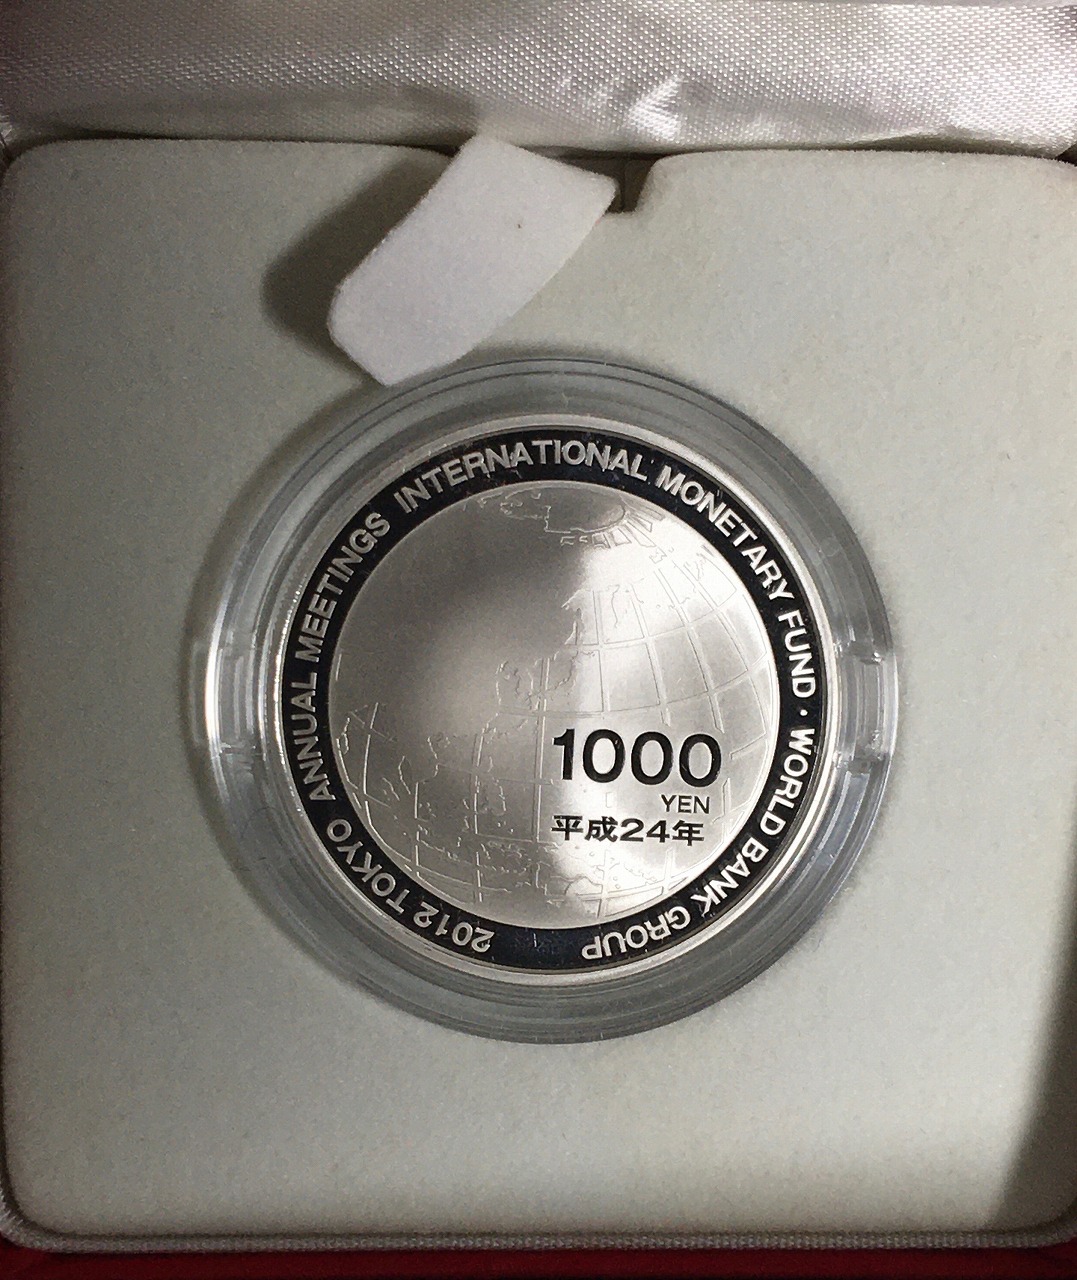 2012 TOKYO ANNUAL MEETINGS INTERNATIONAL MONETARY FUND・WORLD BANK GROUP
1000
YEN
平成24年